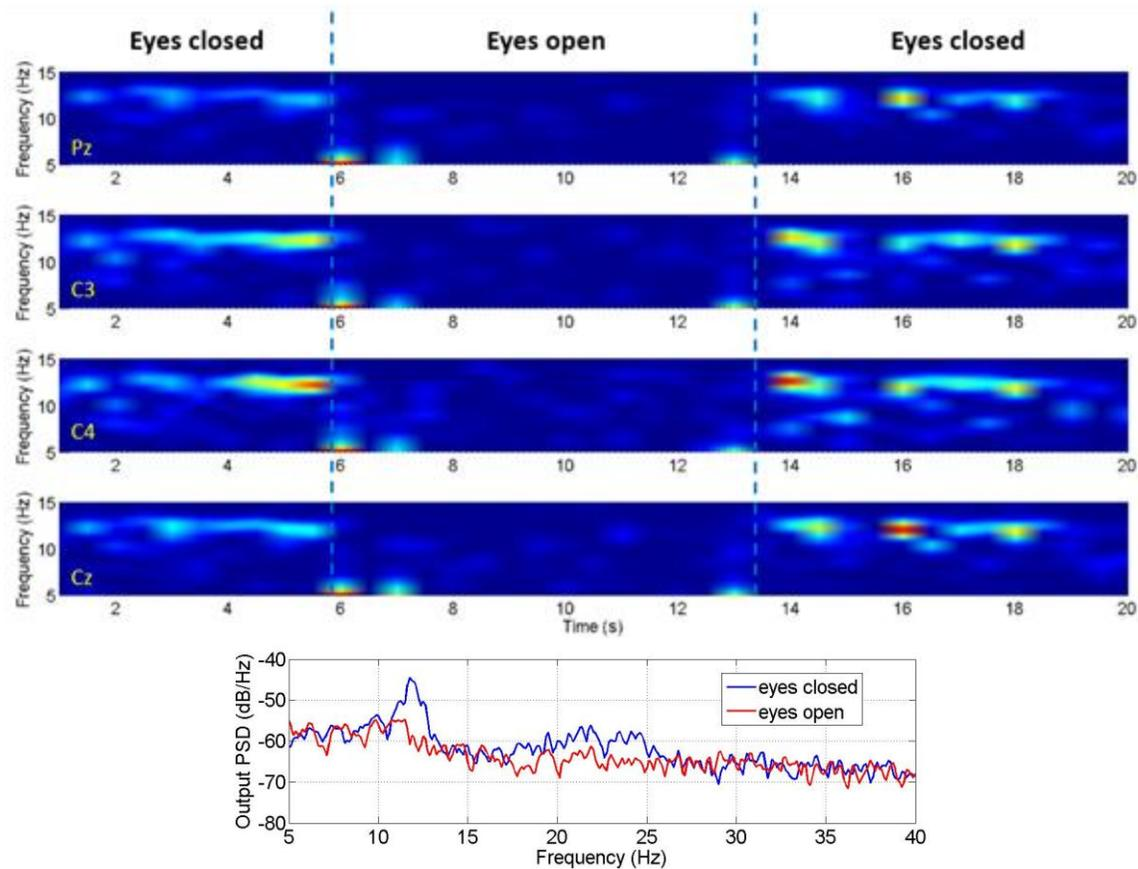 Eyes closed Eyes open Eyes closed
Frequency (Hz)
15
10
5
Pz
2 4 6 8 10 12 14 16 18 20
Frequency (Hz)
15
10
5
C3
2 4 6 8 10 12 14 16 18 20
Frequency (Hz)
15
10
5
C4
2 4 6 8 10 12 14 16 18 20
Frequency (Hz)
15
10
5
Cz
2 4 6 8 10 12 14 16 18 20
Time (s)
Output PSD (dB/Hz)
-40
-50
-60
-70
-80
eyes closed
eyes open
5 10 15 20 25 30 35 40
Frequency (Hz)